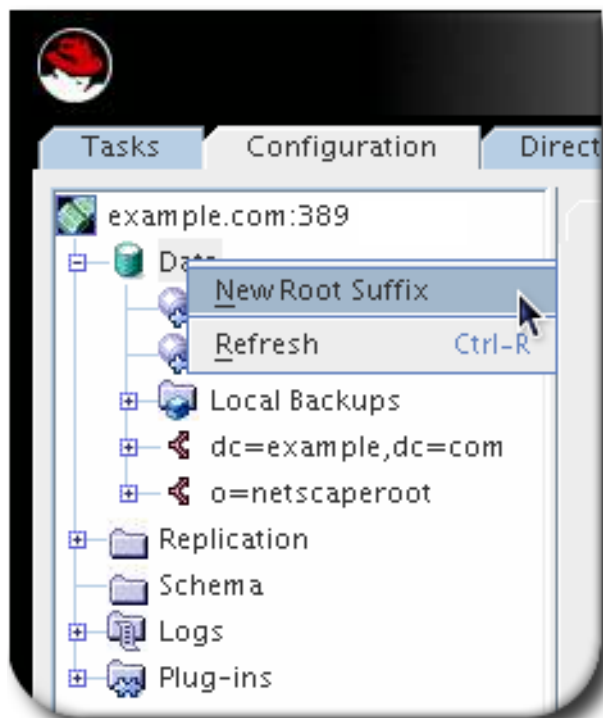 Tasks Configuration
example.com:389
New Root Suffix
Refresh Ctrl-R
Local Backups
dc=example,dc=com
o=netscaperoot
Replication
Schema
Logs
Plug-ins